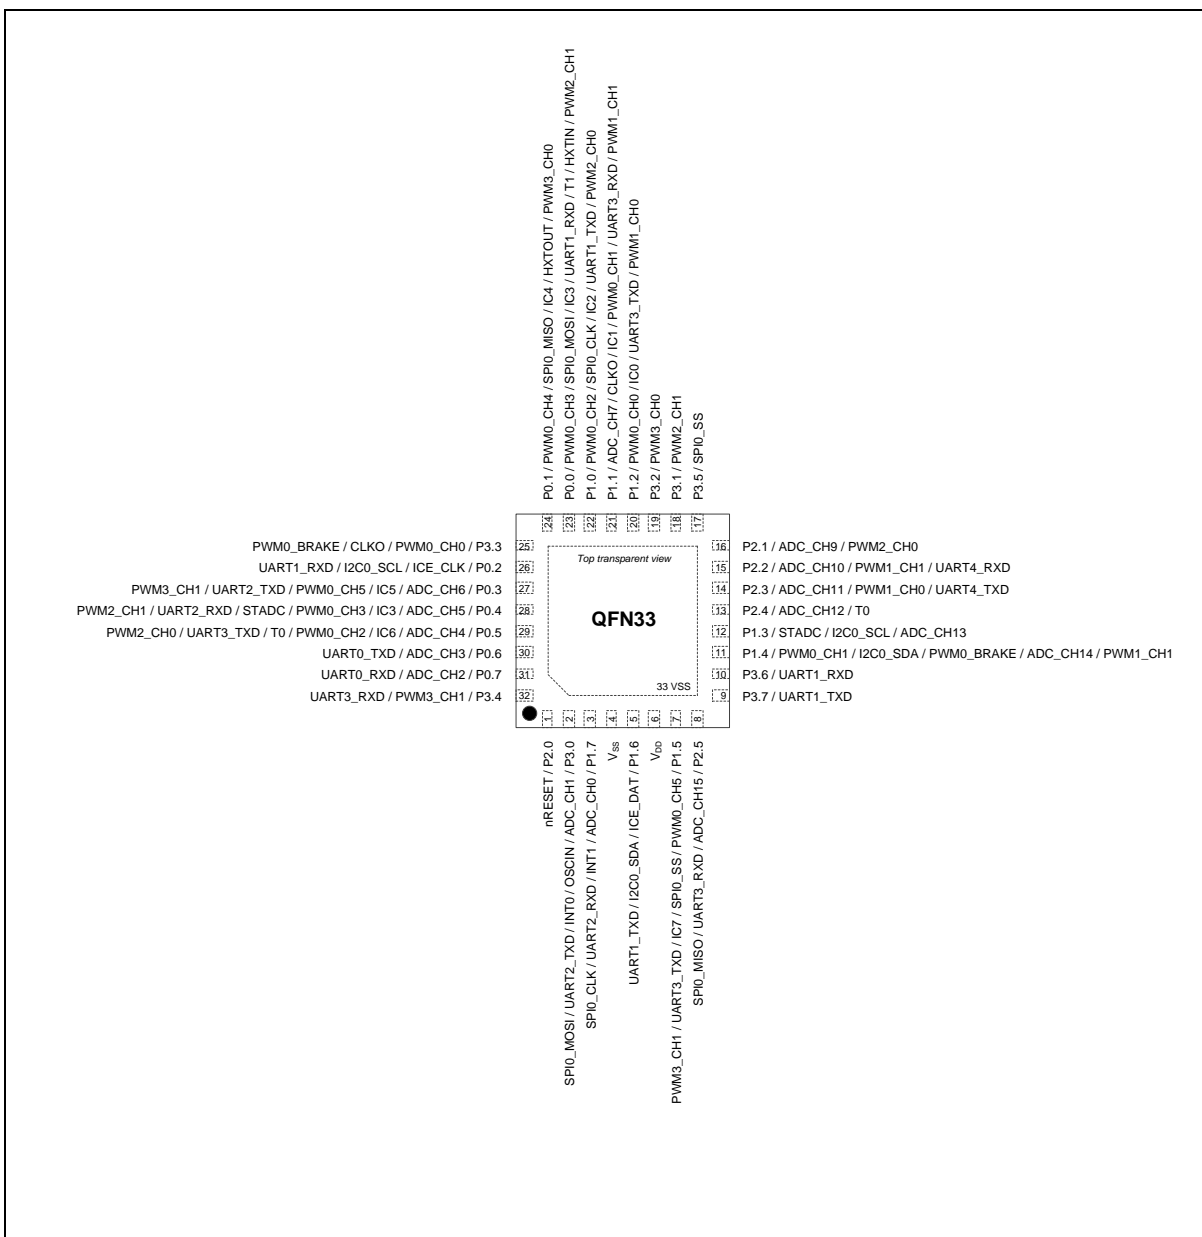 P0.1 / PWM0_CH4 / SPI0_MISO / IC4 / HXTOUT / PWM3_CH0
P0.0 / PWM0_CH3 / SPI0_MOSI / IC3 / UART1_RXD / T1 / HXTIN / PWM2_CH1
P1.0 / PWM0_CH2 / SPI0_CLK / IC2 / UART1_TXD / PWM2_CH0
P1.1 / ADC_CH7 / CLKO / IC1 / PWM0_CH1 / UART3_RXD / PWM1_CH1
P1.2 / PWM0_CH0 / IC0 / UART3_TXD / PWM1_CH0
P3.2 / PWM3_CH0
P3.1 / PWM2_CH1
P3.5 / SPI0_SS
24
23
22
21
20
19
18
17
PWM0_BRAKE / CLKO / PWM0_CH0 / P3.3
UART1_RXD / I2C0_SCL / ICE_CLK / P0.2
PWM3_CH1 / UART2_TXD / PWM0_CH5 / IC5 / ADC_CH6 / P0.3
PWM2_CH1 / UART2_RXD / STADC / PWM0_CH3 / IC3 / ADC_CH5 / P0.4
PWM2_CH0 / UART3_TXD / T0 / PWM0_CH2 / IC6 / ADC_CH4 / P0.5
UART0_TXD / ADC_CH3 / P0.6
UART0_RXD / ADC_CH2 / P0.7
UART3_RXD / PWM3_CH1 / P3.4
25
26
27
28
29
30
31
32
Top transparent view
QFN33
33 VSS
16
15
14
13
12
11
10
9
P2.1 / ADC_CH9 / PWM2_CH0
P2.2 / ADC_CH10 / PWM1_CH1 / UART4_RXD
P2.3 / ADC_CH11 / PWM1_CH0 / UART4_TXD
P2.4 / ADC_CH12 / T0
P1.3 / STADC / I2C0_SCL / ADC_CH13
P1.4 / PWM0_CH1 / I2C0_SDA / PWM0_BRAKE / ADC_CH14 / PWM1_CH1
P3.6 / UART1_RXD
P3.7 / UART1_TXD
1
2
3
4
5
6
7
8
nRESET / P2.0
SPI0_MOSI / UART2_TXD / INT0 / OSCIN / ADC_CH1 / P3.0
SPI0_CLK / UART2_RXD / INT1 / ADC_CH0 / P1.7
VSS
UART1_TXD / I2C0_SDA / ICE_DAT / P1.6
VDD
PWM3_CH1 / UART3_TXD / IC7 / SPI0_SS / PWM0_CH5 / P1.5
SPI0_MISO / UART3_RXD / ADC_CH15 / P2.5